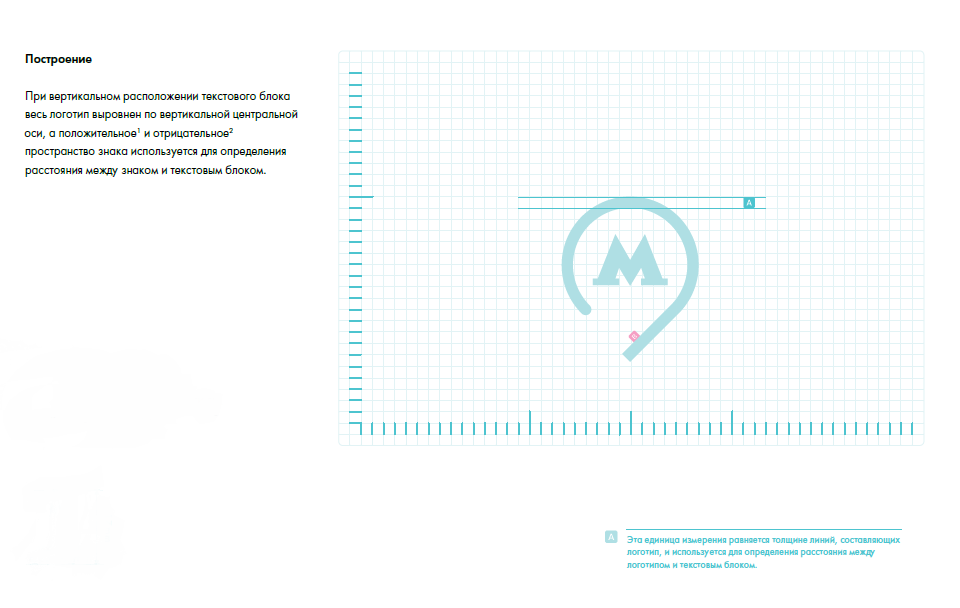 Построение
При вертикальном расположении текстового блока
весь логотип выровнен по вертикальной центральной
оси, а положительное¹ и отрицательное²
пространство знака используется для определения
расстояния между знаком и текстовым блоком.
A
М
A
Эта единица измерения равняется толщине линий, составляющих
логотип, и используется для определения расстояния между
логотипом и текстовым блоком.